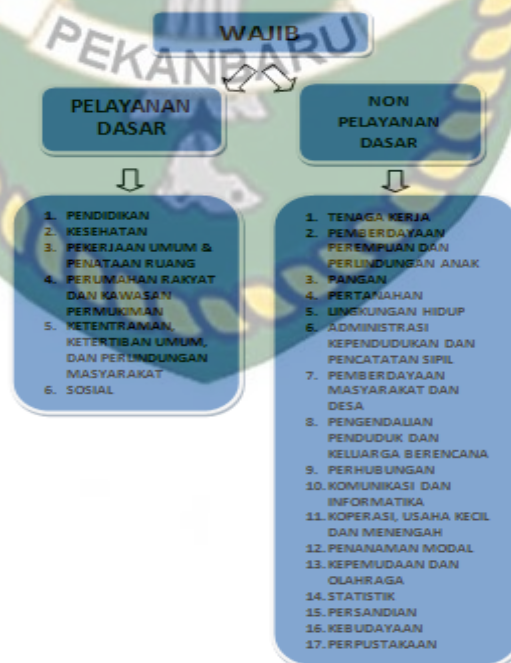 PEKANBARU
WAJIB
PELAYANAN
DASAR
NON
PELAYANAN
DASAR
1. PENDIDIKAN
2. KESEHATAN
3. PEKERJAAN UMUM &
PENATAAN RUANG
4. PERUMAHAN RAKYAT
DAN KAWASAN
PERMUKIMAN
5. KETENTRAMAN,
KETERTIBAN UMUM,
DAN PERLINDUNGAN
MASYARAKAT
6. SOSIAL
1. TENAGA KERJA
2. PEMBERDAYAAN
PEREMPUAN DAN
PERLINDUNGAN ANAK
3. PANGAN
4. PERTANAHAN
5. LINGKUNGAN HIDUP
6. ADMINISTRASI
KEPENDUDUKAN DAN
PENCATATAN SIPIL
7. PEMBERDAYAAN
MASYARAKAT DAN
DESA
8. PENGENDALIAN
PENDUDUK DAN
KELUARGA BERENCANA
9. PERHUBUNGAN
10. KOMUNIKASI DAN
INFORMATIKA
11. KOPERASI, USAHA KECIL
DAN MENENGAH
12. PENANAMAN MODAL
13. KEPEMUDAAN DAN
OLAHRAGA
14. STATISTIK
15. PERSANDIAN
16. KEBUDAYAAN
17. PERPUSTAKAAN